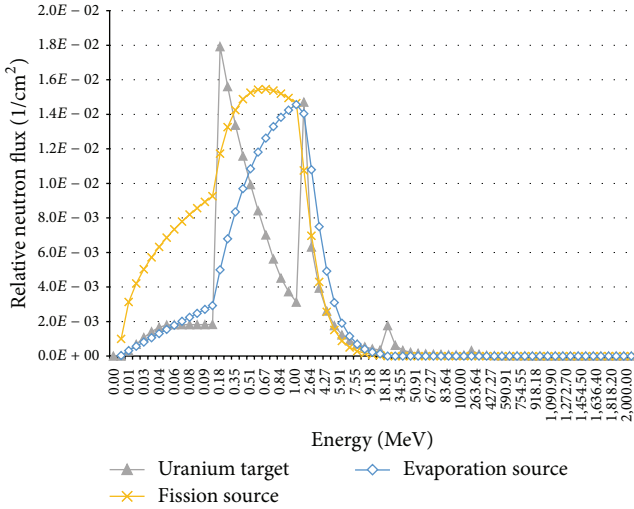 Relative neutron flux (1/cm²)
2.0E − 02
1.8E − 02
1.6E − 02
1.4E − 02
1.2E − 02
1.0E − 02
8.0E − 03
6.0E − 03
4.0E − 03
2.0E − 03
0.0E + 00
0.00
0.01
0.03
0.04
0.06
0.08
0.09
0.18
0.35
0.51
0.67
0.84
1.00
2.64
4.27
5.91
7.55
9.18
18.18
34.55
50.91
67.27
83.64
100.00
263.64
427.27
590.91
754.55
918.18
1,090.90
1,272.70
1,454.50
1,636.40
1,818.20
2,000.00
Energy (MeV)
Uranium target
Evaporation source
Fission source